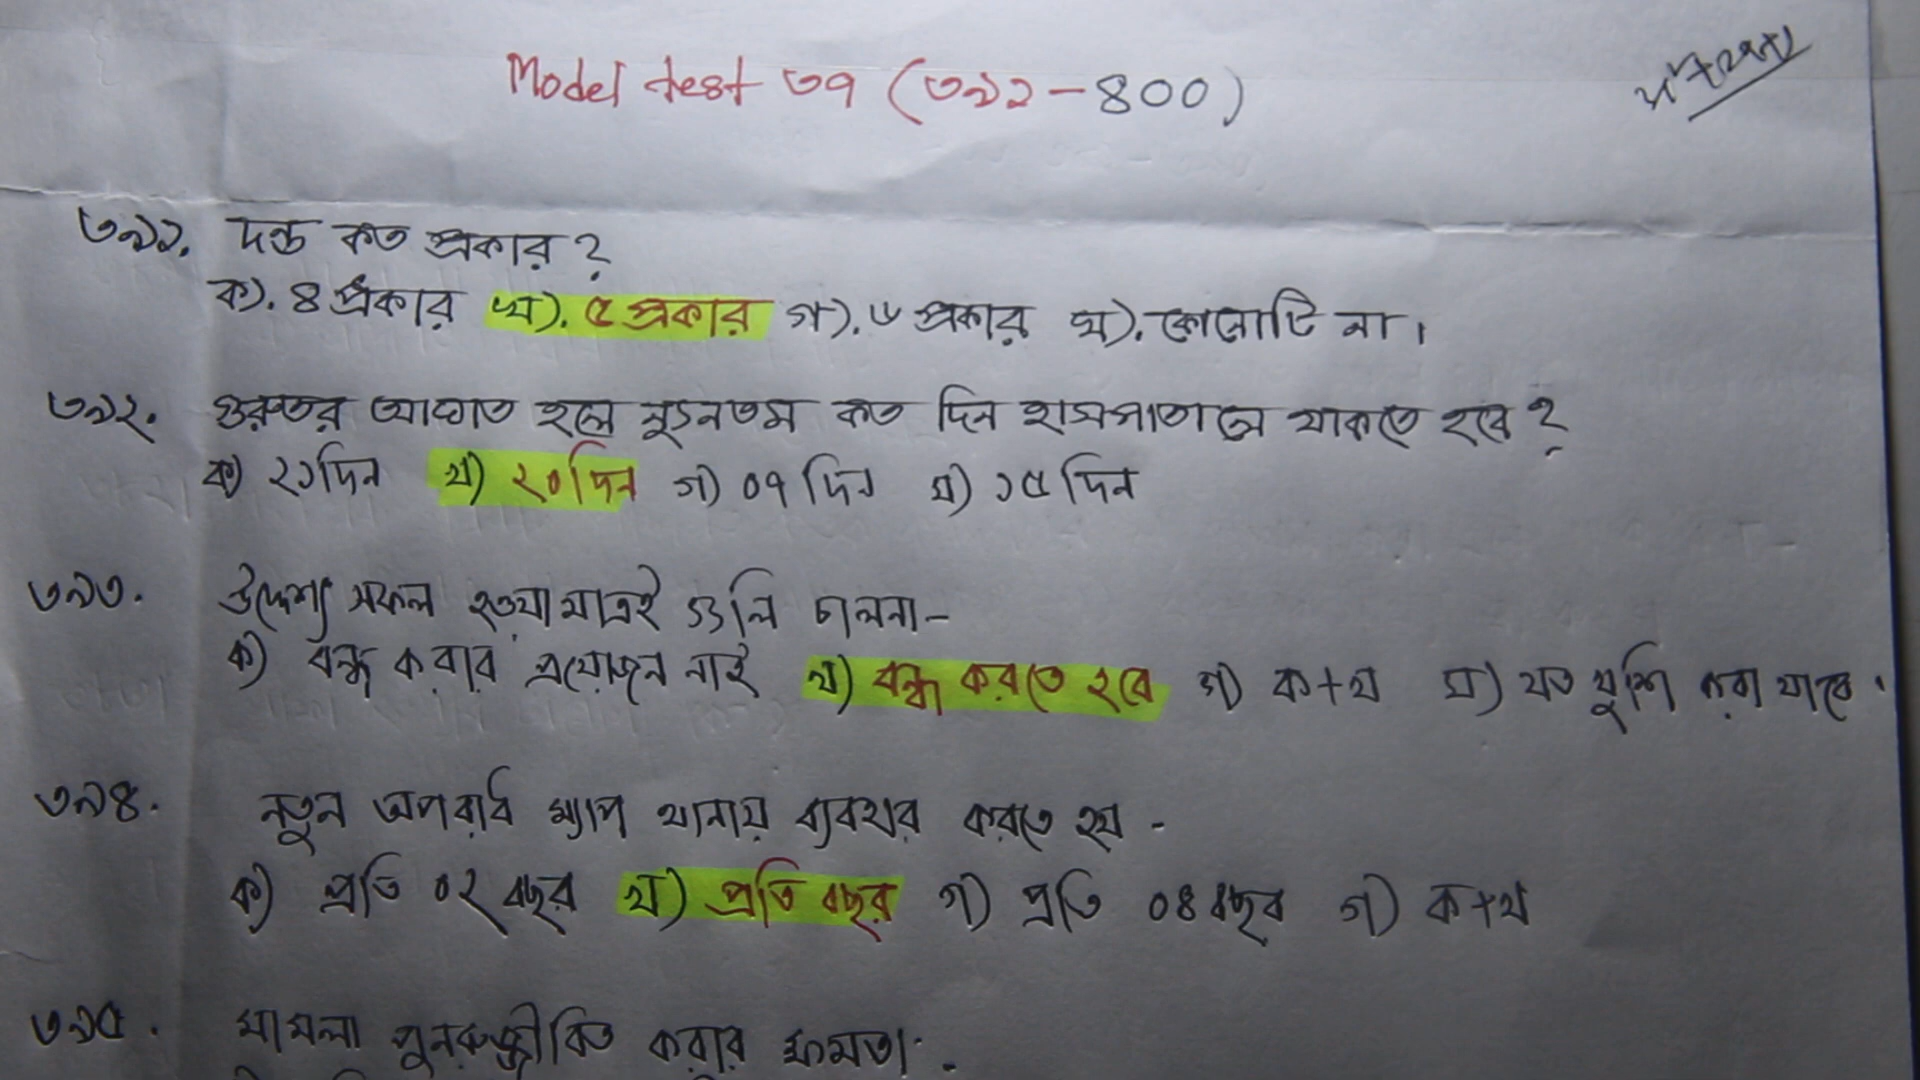 Model test ৩৭ (৩৯১-৪০০)
৩৯১. দন্ড কত প্রকার ?
ক). ৪ প্রকার খ). ৫ প্রকার গ). ৬ প্রকার ঘ). কোনোটি না।
৩৯২. গুরুতর আঘাত হলে ন্যুনতম কত দিন হাসপাতালে থাকতে হবে ?
ক) ২১দিন খ) ২০দিন গ) ০৭ দিন ঘ) ১৫ দিন
৩৯৩. উদ্দেশ্য সফল হওয়া মাত্রই গুলি চালনা-
ক) বন্ধ করার প্রয়োজন নাই খ) বন্ধ করতে হবে গ) ক+খ ঘ) যত খুশি করা যাবে।
৩৯৪. নতুন অপরাধ ম্যাপ থানায় ব্যবহার করতে হয় -
ক) প্রতি ০২ বছর খ) প্রতি বছর গ) প্রতি ০৪ বছর গ) ক+খ
৩৯৫. মামলা পুনরুজ্জীবিত করার ক্ষমতা -